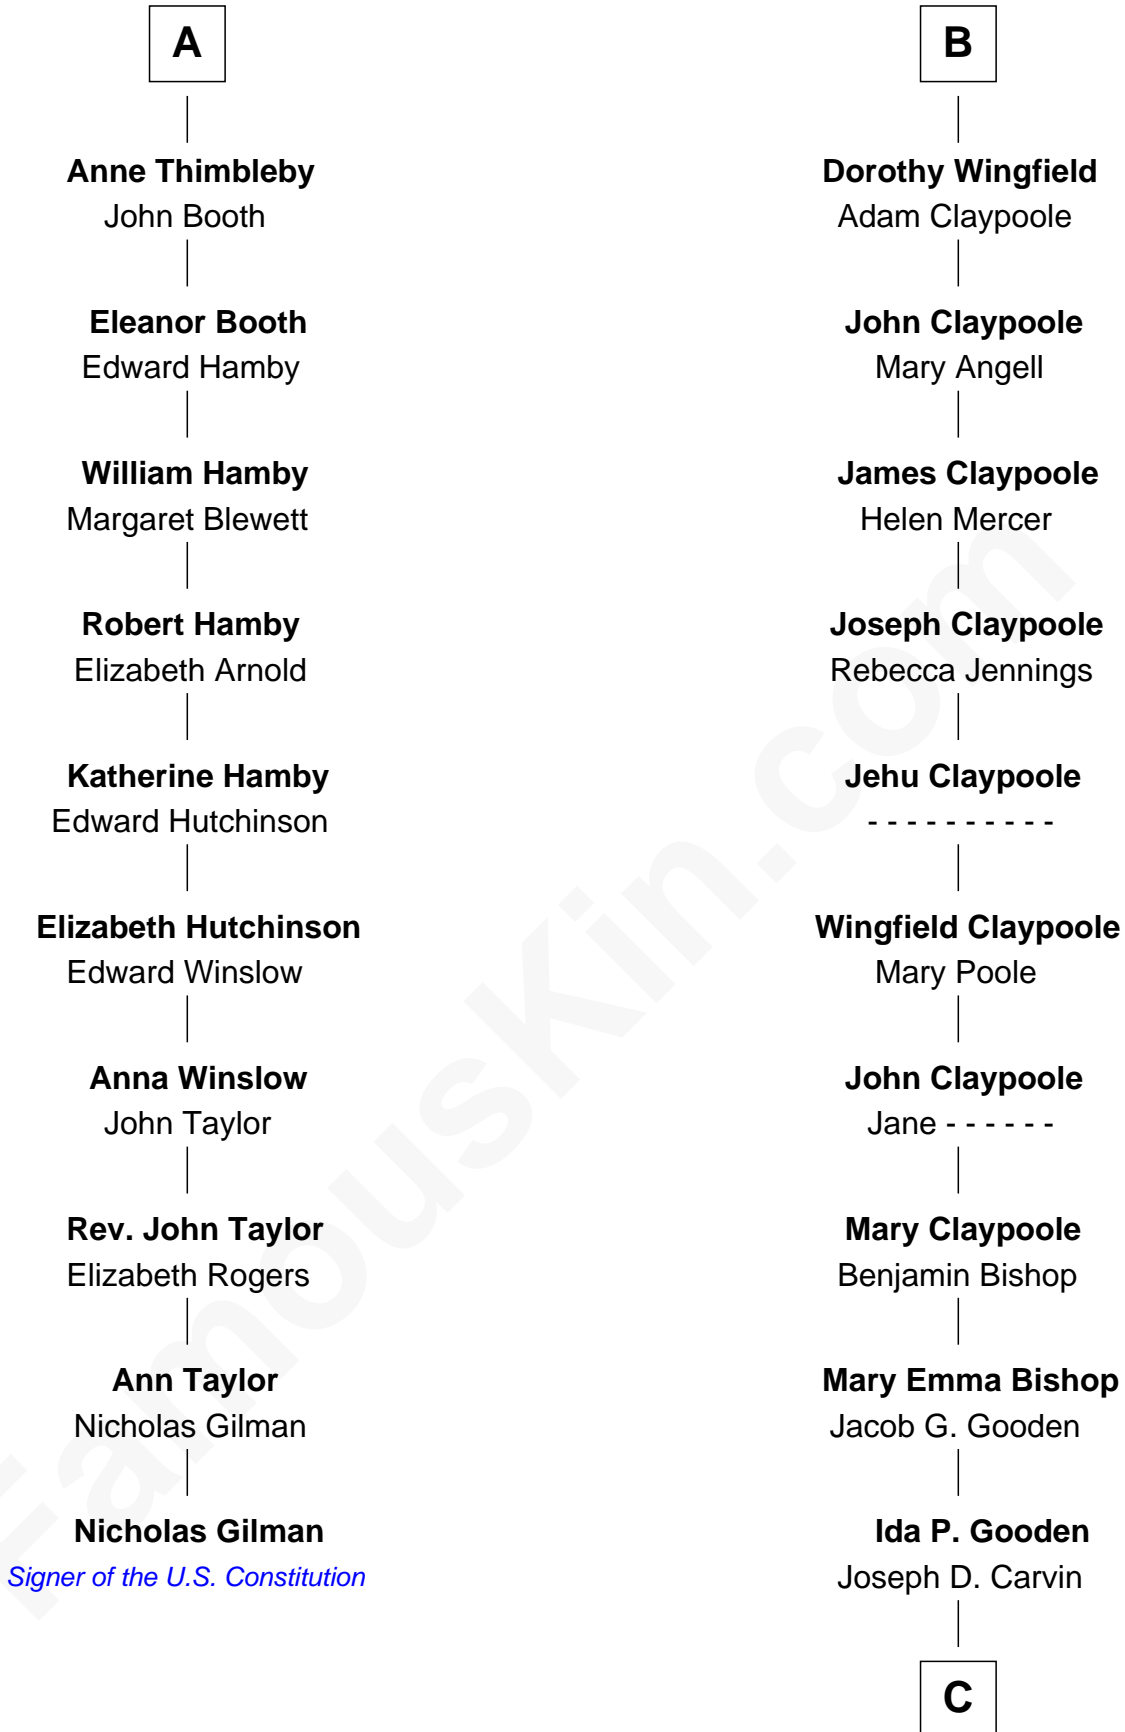 A
Anne Thimbleby
John Booth
Eleanor Booth
Edward Hamby
William Hamby
Margaret Blewett
Robert Hamby
Elizabeth Arnold
Katherine Hamby
Edward Hutchinson
Elizabeth Hutchinson
Edward Winslow
Anna Winslow
John Taylor
Rev. John Taylor
Elizabeth Rogers
Ann Taylor
Nicholas Gilman
Nicholas Gilman
Signer of the U.S. Constitution
B
Dorothy Wingfield
Adam Claypoole
John Claypoole
Mary Angell
James Claypoole
Helen Mercer
Joseph Claypoole
Rebecca Jennings
Jehu Claypoole
- - - - - - - - - -
Wingfield Claypoole
Mary Poole
John Claypoole
Jane - - - - - -
Mary Claypoole
Benjamin Bishop
Mary Emma Bishop
Jacob G. Gooden
Ida P. Gooden
Joseph D. Carvin
C
FamousKin.com